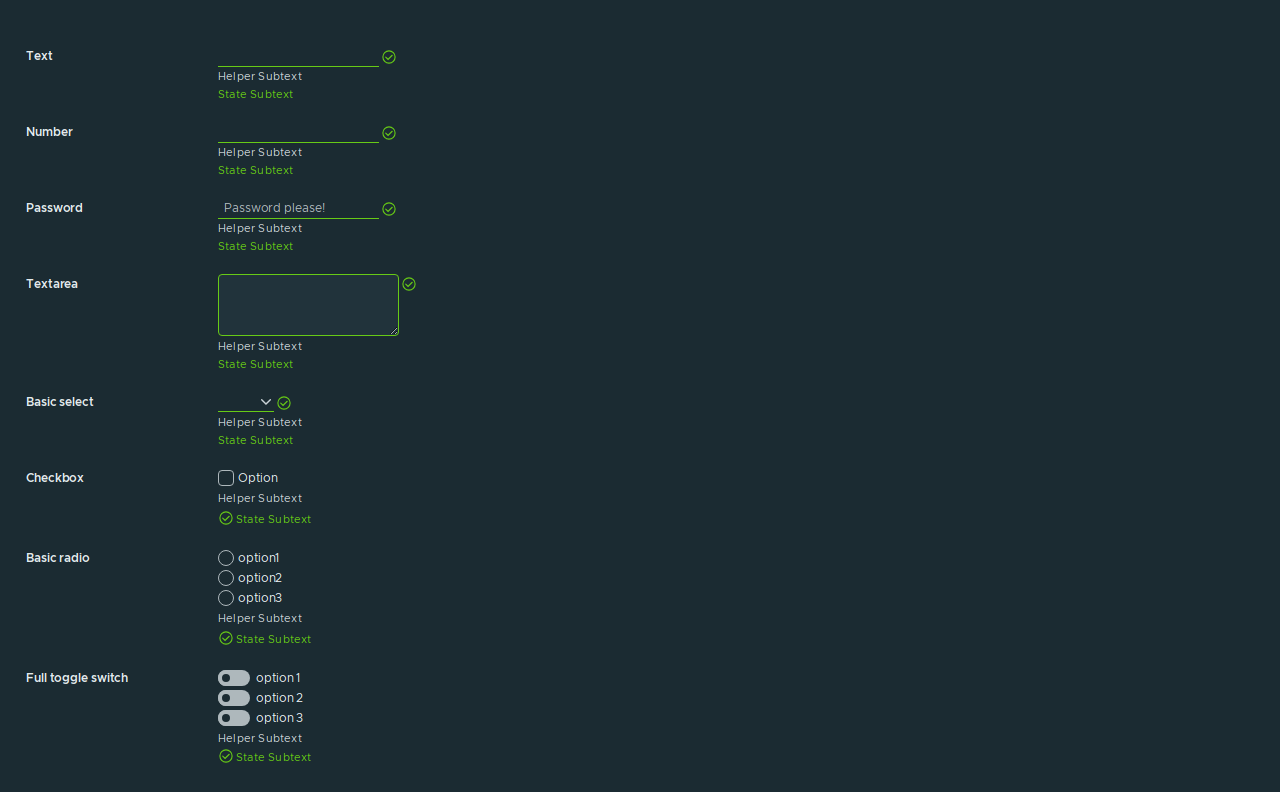 Text
Helper Subtext
State Subtext
Number
Helper Subtext
State Subtext
Password Password please!
Helper Subtext
State Subtext
Textarea
Helper Subtext
State Subtext
Basic select
Helper Subtext
State Subtext
Checkbox Option
Helper Subtext
State Subtext
Basic radio option1
option2
option3
Helper Subtext
State Subtext
Full toggle switch option 1
option 2
option 3
Helper Subtext
State Subtext